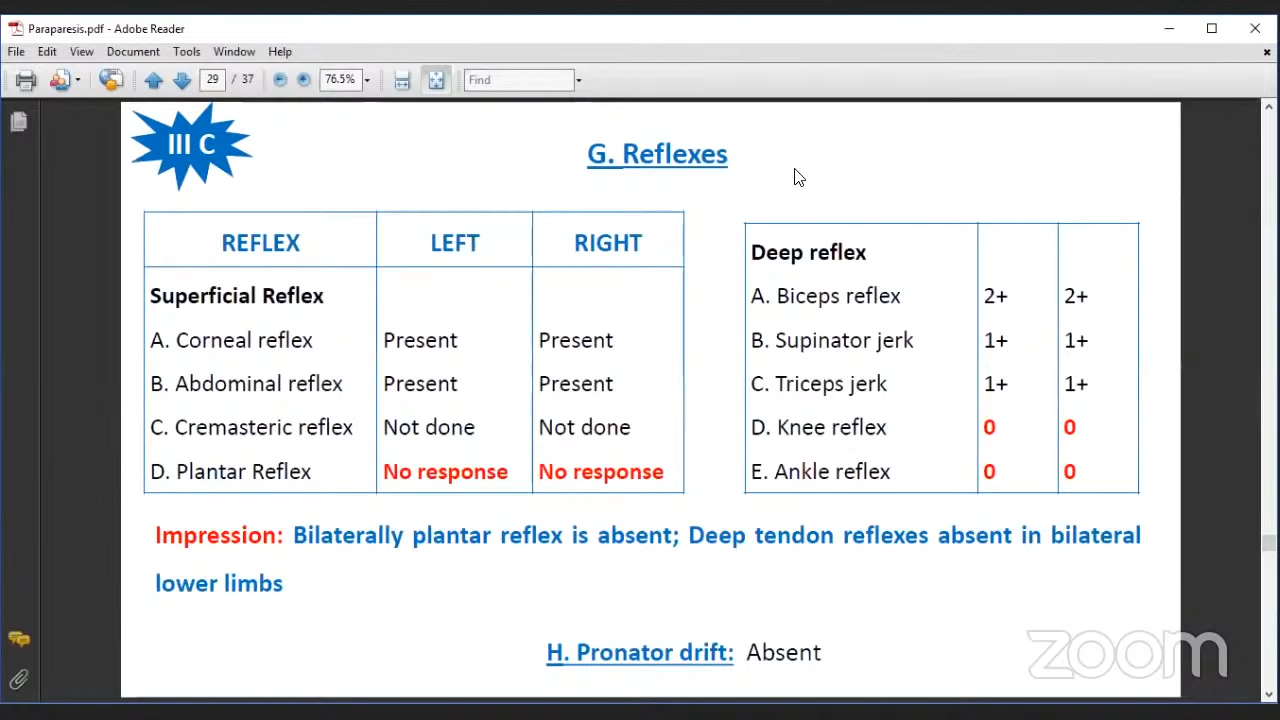 Paraparesis.pdf - Adobe Reader
File Edit View Document Tools Window Help
29 / 37 76.5% Find
III C
G. Reflexes
REFLEX LEFT RIGHT
Superficial Reflex
A. Corneal reflex Present Present
B. Abdominal reflex Present Present
C. Cremasteric reflex Not done Not done
D. Plantar Reflex No response No response
Deep reflex
A. Biceps reflex 2+ 2+
B. Supinator jerk 1+ 1+
C. Triceps jerk 1+ 1+
D. Knee reflex 0 0
E. Ankle reflex 0 0
Impression: Bilaterally plantar reflex is absent; Deep tendon reflexes absent in bilateral
lower limbs
H. Pronator drift: Absent
zoom